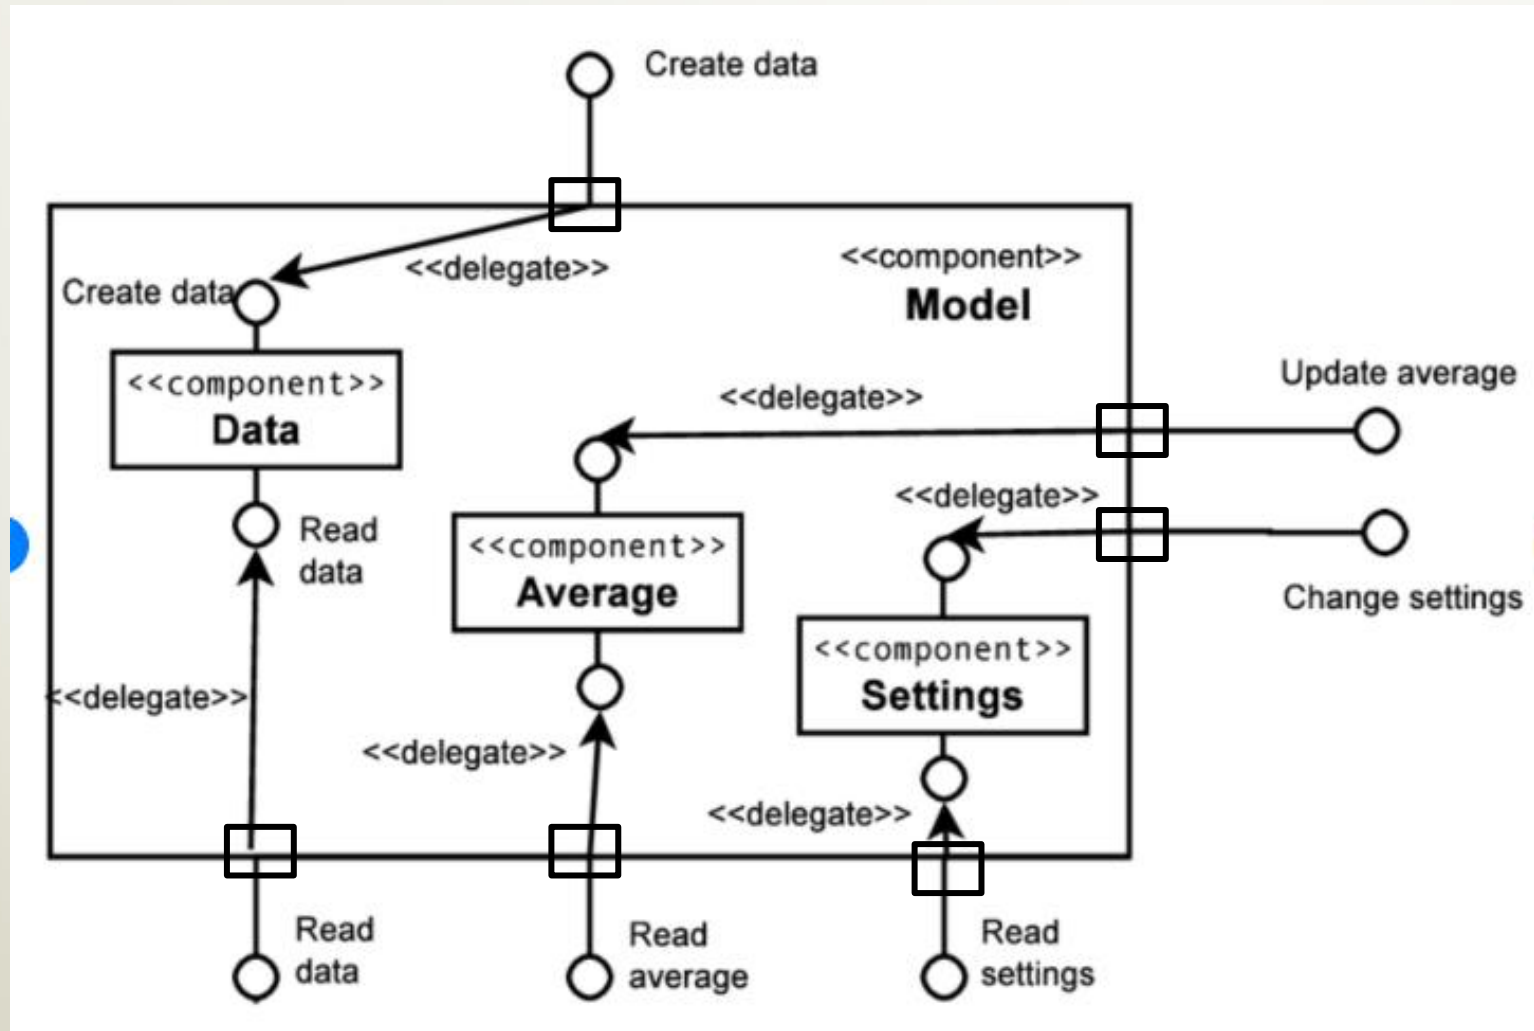 Create data
<<delegate>>
<<component>>
Model
Create data
<<component>>
Data
Read
data
<<delegate>>
Update average
<<delegate>>
Change settings
<<component>>
Average
<<component>>
Settings
<<delegate>>
<<delegate>>
<<delegate>>
Read
data
Read
average
Read
settings